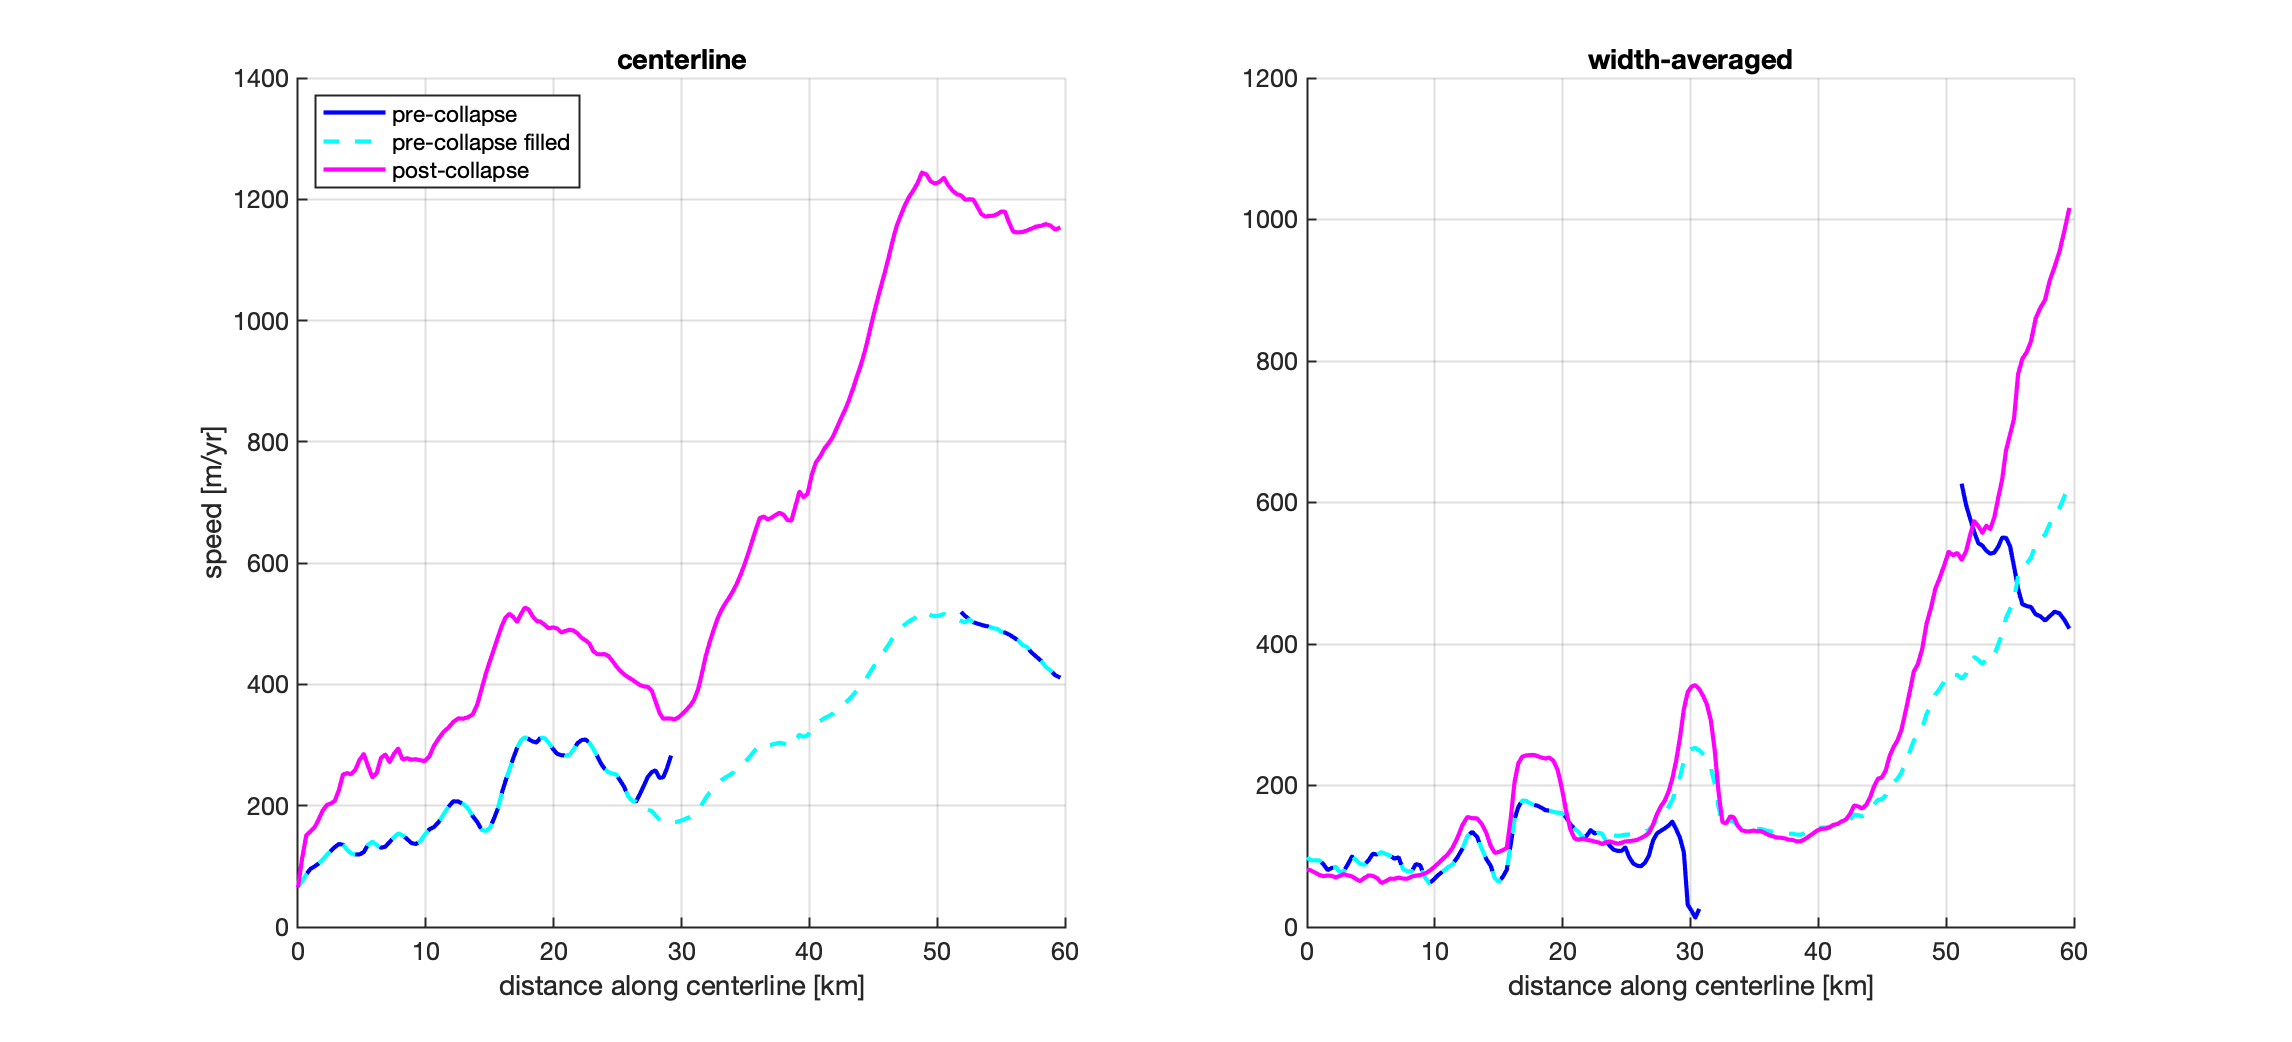 centerline
1400
1200
1000
800
600
400
200
0
speed [m/yr]
pre-collapse
pre-collapse filled
post-collapse
0 10 20 30 40 50 60
distance along centerline [km]
width-averaged
1200
1000
800
600
400
200
0
0 10 20 30 40 50 60
distance along centerline [km]